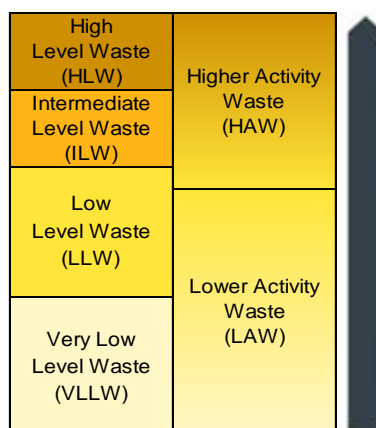 High
Level Waste
(HLW)
Intermediate
Level Waste
(ILW)
Low
Level Waste
(LLW)
Very Low
Level Waste
(VLLW)
Higher Activity
Waste
(HAW)
Lower Activity
Waste
(LAW)